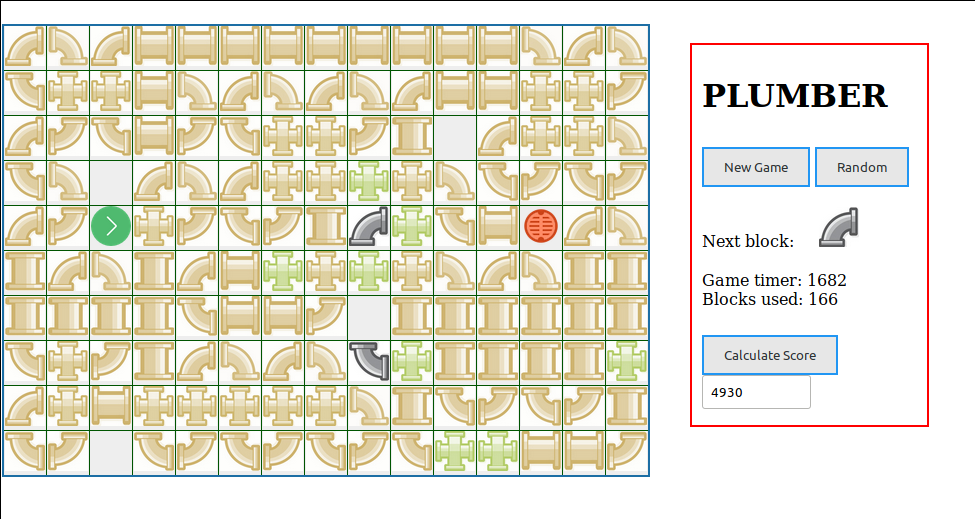 PLUMBER
New Game Random
Next block:
Game timer: 1682
Blocks used: 166
Calculate Score
4930